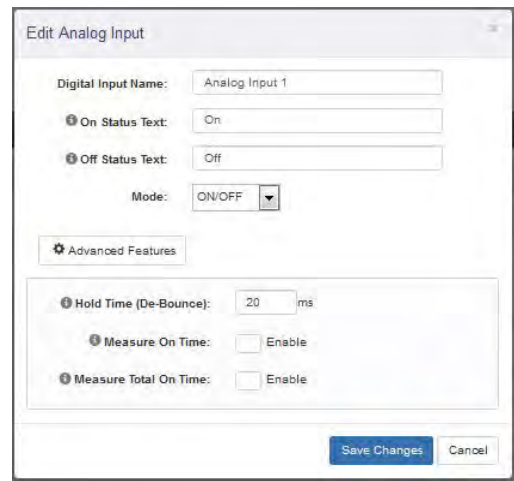 Edit Analog Input
Digital Input Name: Analog Input 1
On Status Text: On
Off Status Text: Off
Mode: ON/OFF
Advanced Features
Hold Time (De-Bounce): 20 ms
Measure On Time: Enable
Measure Total On Time: Enable
Save Changes Cancel